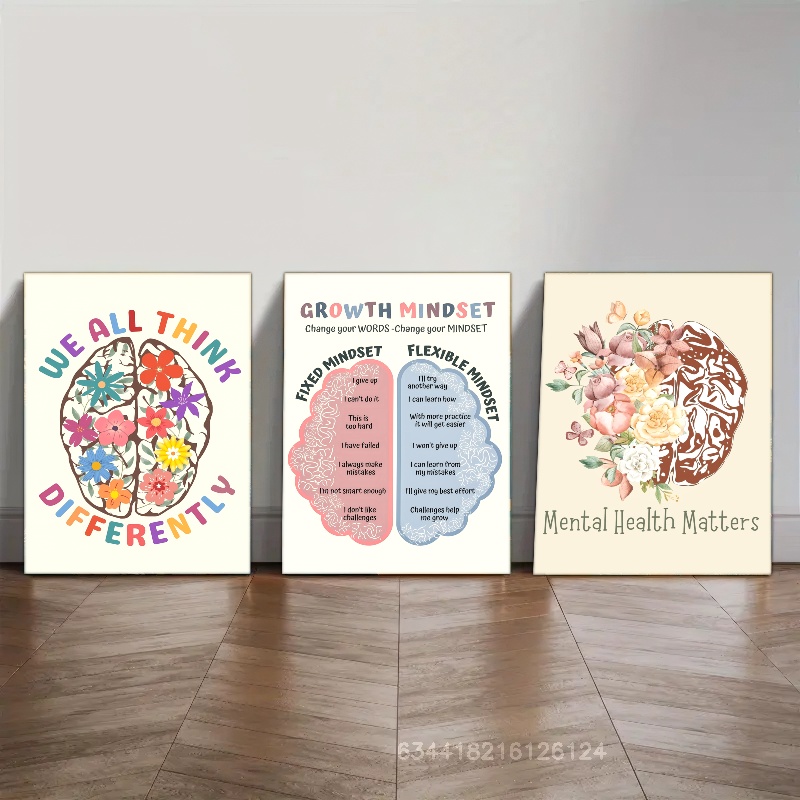 WE ALL THINK
DIFFERENTLY
GROWTH MINDSET
Change your WORDS -Change your MINDSET
FIXED MINDSET
I give up
I can't do it
This is
too hard
I have failed
I always make
mistakes
I'm not smart enough
I don't like
challenges
FLEXIBLE MINDSET
I'll try
another way
I can learn how
With more practice
it will get easier
I won't give up
I can learn from
my mistakes
I'll give my best effort
Challenges help
me grow
Mental Health Matters
634418216126124